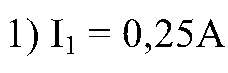 1) I₁ = 0,25A